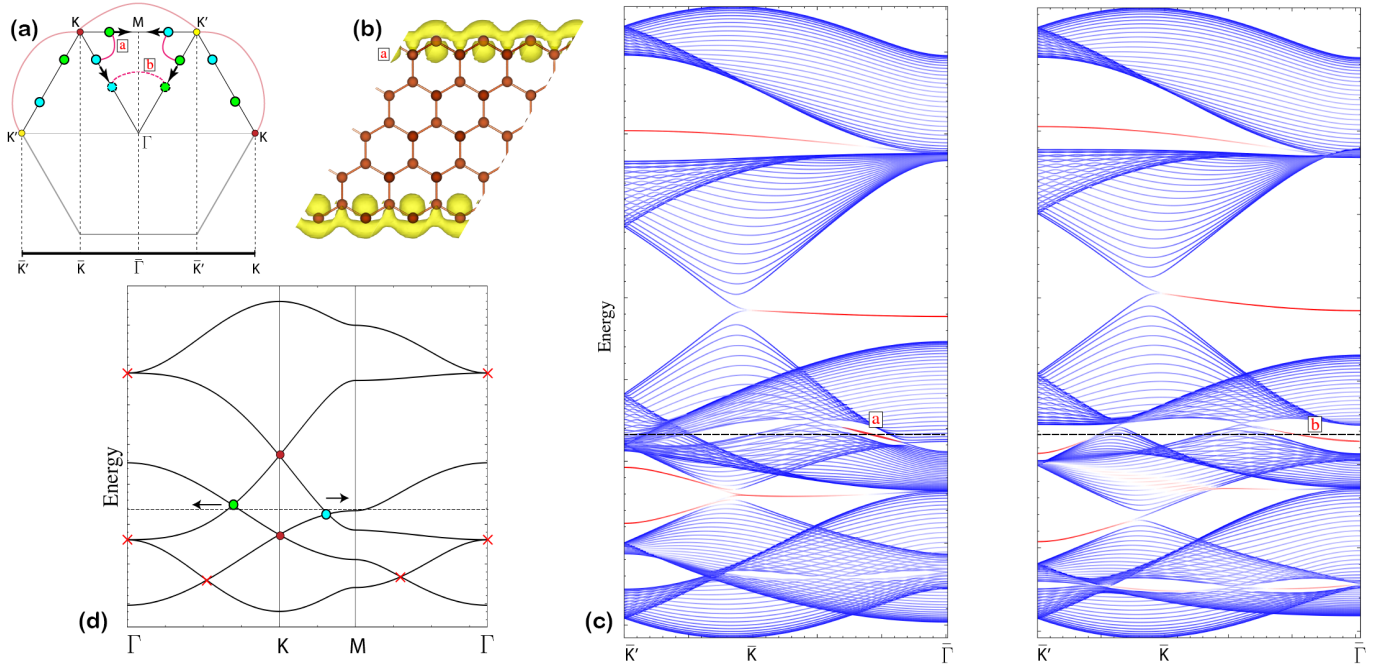 (a)
K
M
K′
a
b
K′
Γ
K
K̄′
K̄
Γ̄
K̄′
K
(b)
a
(d)
Energy
Γ
K
M
Γ
(c)
Energy
a
K̄′
K̄
Γ̄
b
K̄′
K̄
Γ̄